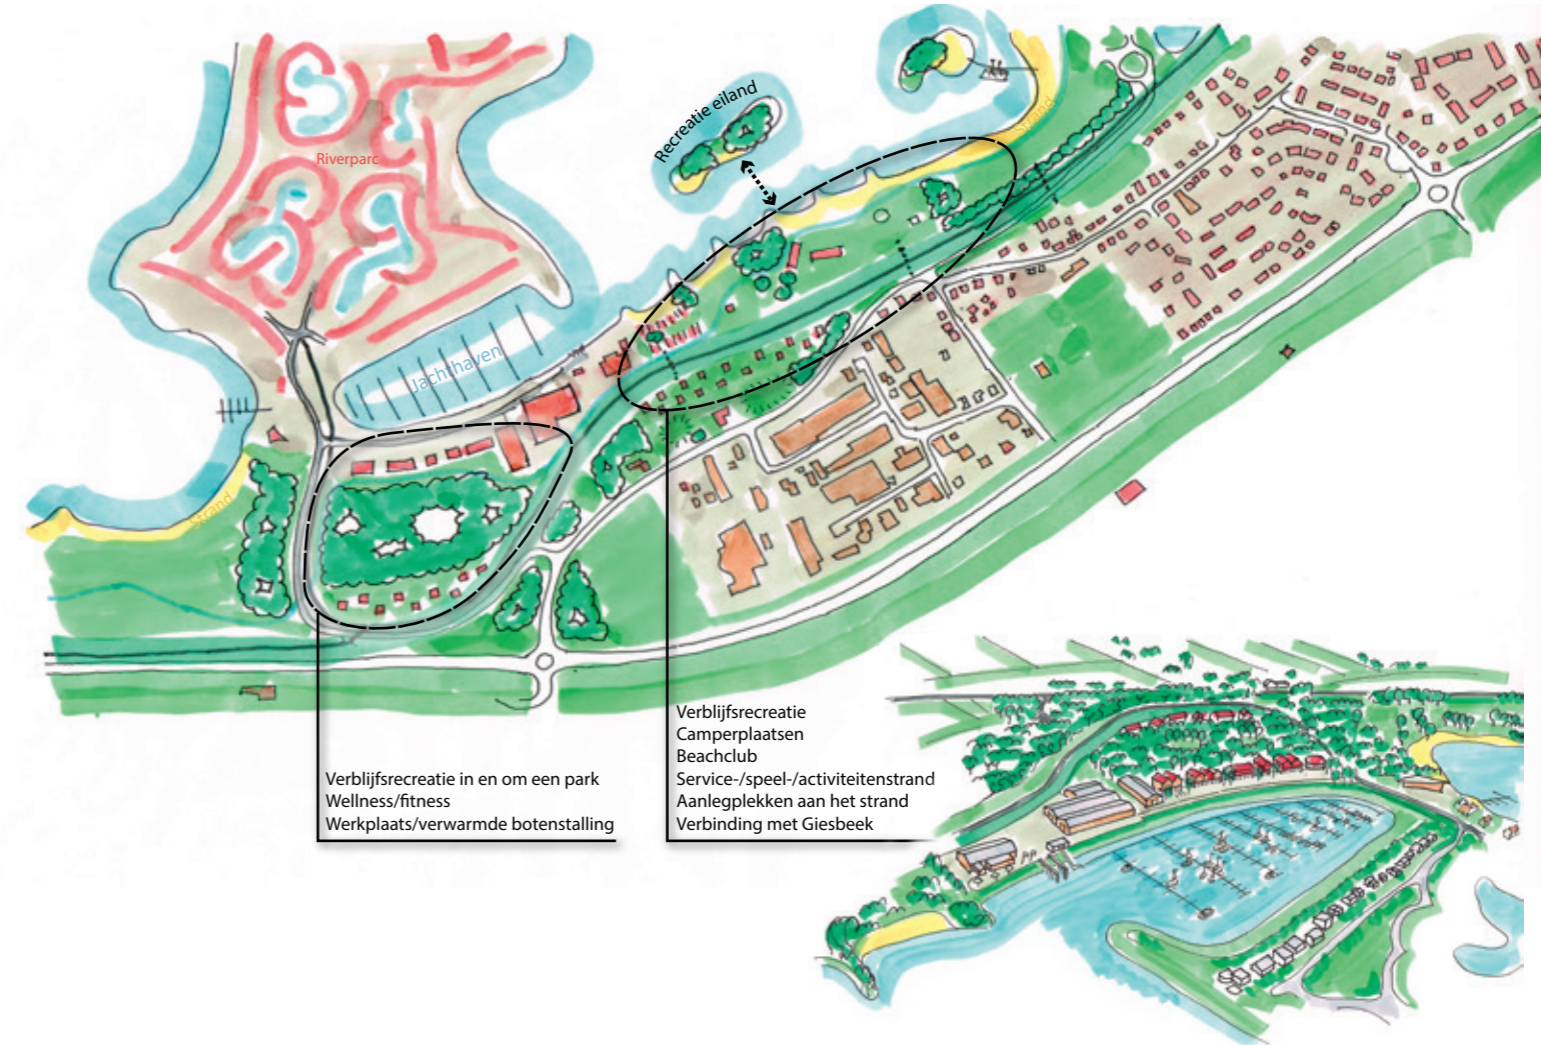 Recreatie eiland
Strand
Riverparc
Jachthaven
Strand
Verblijfsrecreatie
Camperplaatsen
Beachclub
Service-/speel-/activiteitenstrand
Aanlegplekken aan het strand
Verbinding met Giesbeek
Verblijfsrecreatie in en om een park
Wellness/fitness
Werkplaats/verwarmde botenstalling